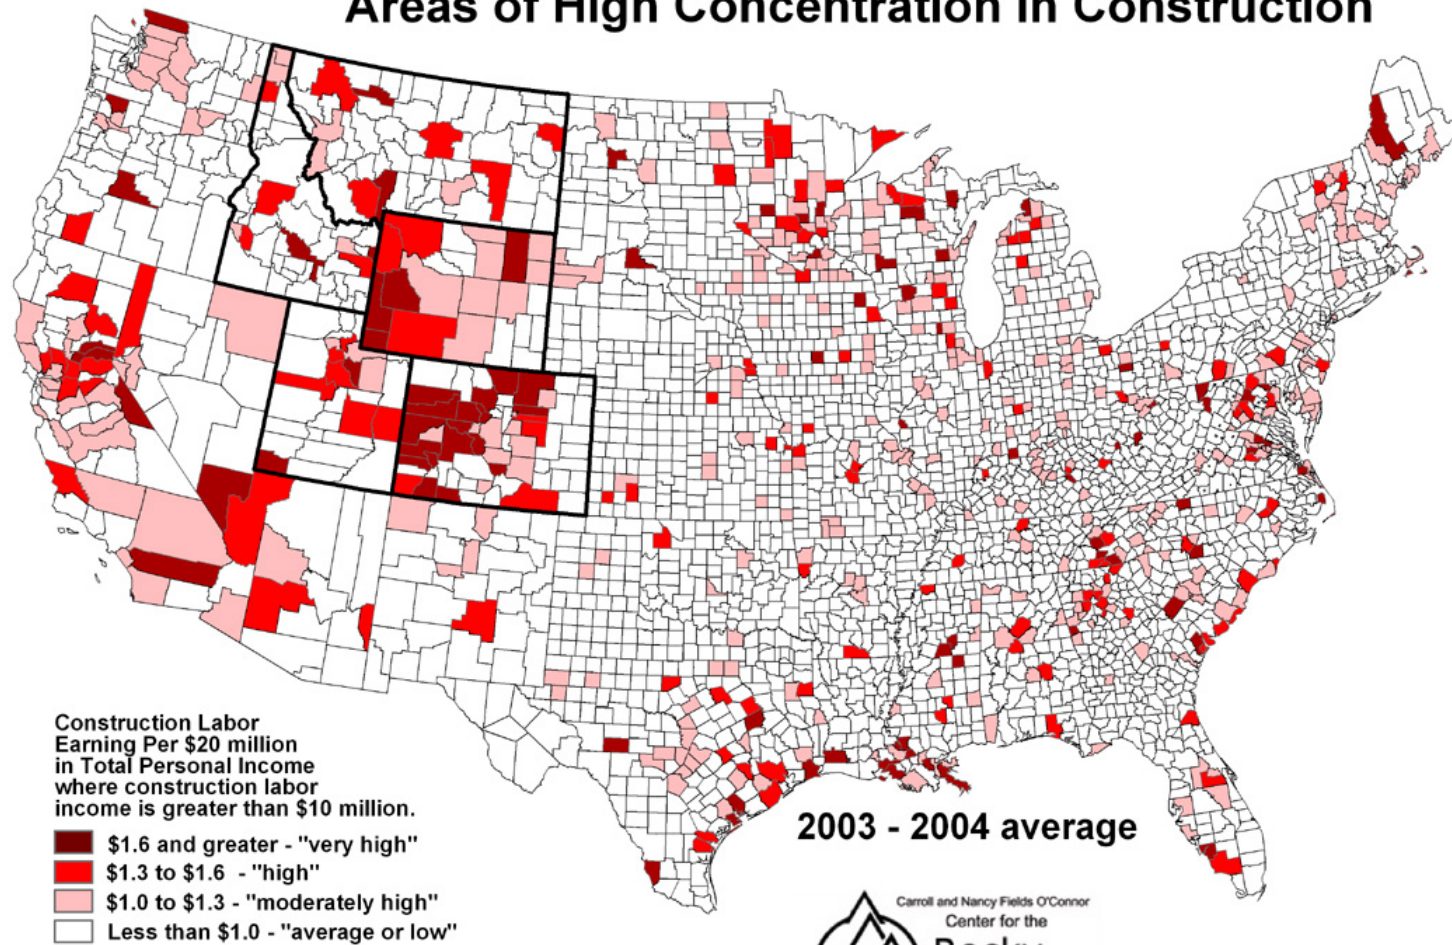 Areas of High Concentration in Construction
Construction Labor
Earning Per $20 million
in Total Personal Income
where construction labor
income is greater than $10 million.
$1.6 and greater - "very high"
$1.3 to $1.6 - "high"
$1.0 to $1.3 - "moderately high"
Less than $1.0 - "average or low"
2003 - 2004 average
Carroll and Nancy Fields O'Connor
Center for the
Rocky